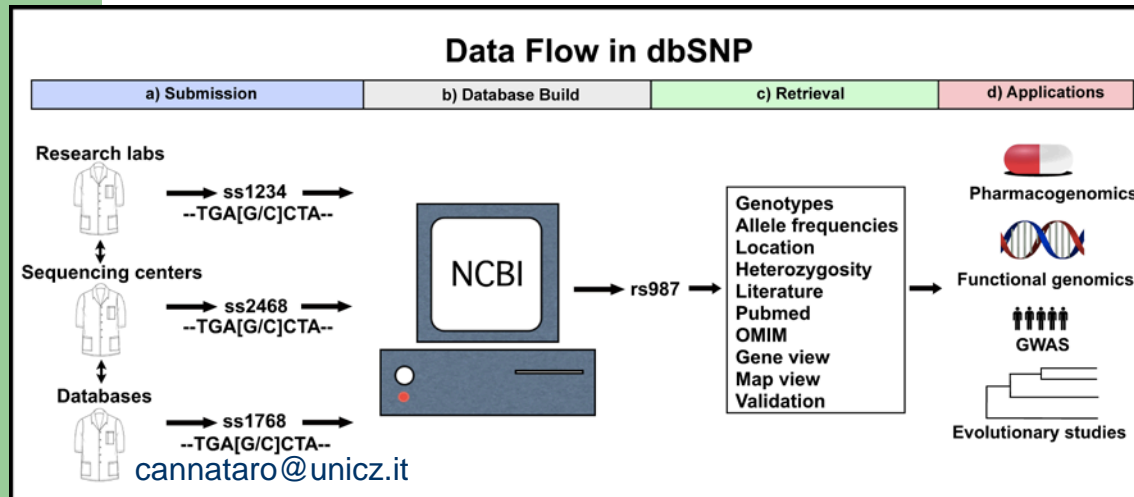 Data Flow in dbSNP
a) Submission
b) Database Build
c) Retrieval
d) Applications
Research labs
ss1234
--TGA[G/C]CTA--
Sequencing centers
ss2468
--TGA[G/C]CTA--
Databases
ss1768
--TGA[G/C]CTA--
cannataro@unicz.it
NCBI
rs987
Genotypes
Allele frequencies
Location
Heterozygosity
Literature
Pubmed
OMIM
Gene view
Map view
Validation
Pharmacogenomics
Functional genomics
GWAS
Evolutionary studies